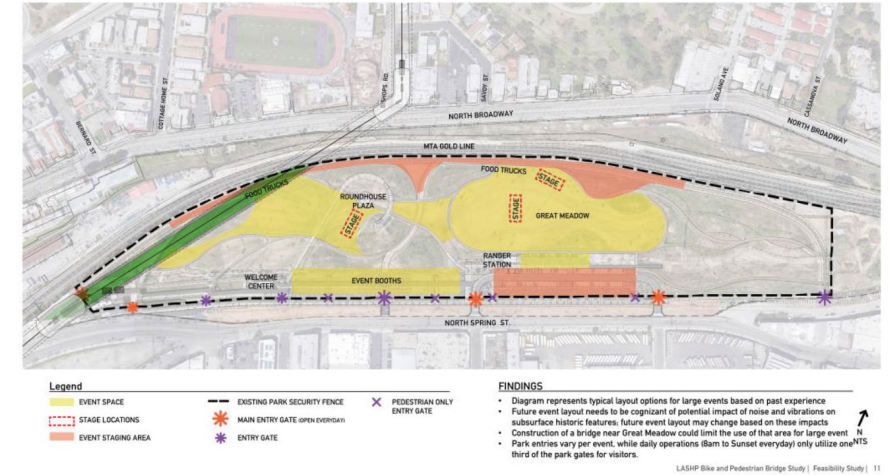 BERNARD ST.
COTTAGE HOME ST.
SHOPS RD
SAVOY ST
SOLANO AVE
CASANOVA ST.
NORTH BROADWAY
NORTH BROADWAY
MTA GOLD LINE
FOOD TRUCKS
FOOD TRUCKS
STAGE
ROUNDHOUSE
PLAZA
STAGE
STAGE
GREAT MEADOW
RANGER
STATION
WELCOME
CENTER
EVENT BOOTHS
NORTH SPRING ST.
Legend
EVENT SPACE
STAGE LOCATIONS
EVENT STAGING AREA
EXISTING PARK SECURITY FENCE
MAIN ENTRY GATE (OPEN EVERYDAY)
ENTRY GATE
PEDESTRIAN ONLY
ENTRY GATE
FINDINGS
• Diagram represents typical layout options for large events based on past experience
• Future event layout needs to be cognizant of potential impact of noise and vibrations on
subsurface historic features; future event layout may change based on these impacts
• Construction of a bridge near Great Meadow could limit the use of that area for large event
• Park entries vary per event, while daily operations (8am to Sunset everyday) only utilize one
third of the park gates for visitors.
N
NTS
LASHP Bike and Pedestrian Bridge Study | Feasibility Study | 11